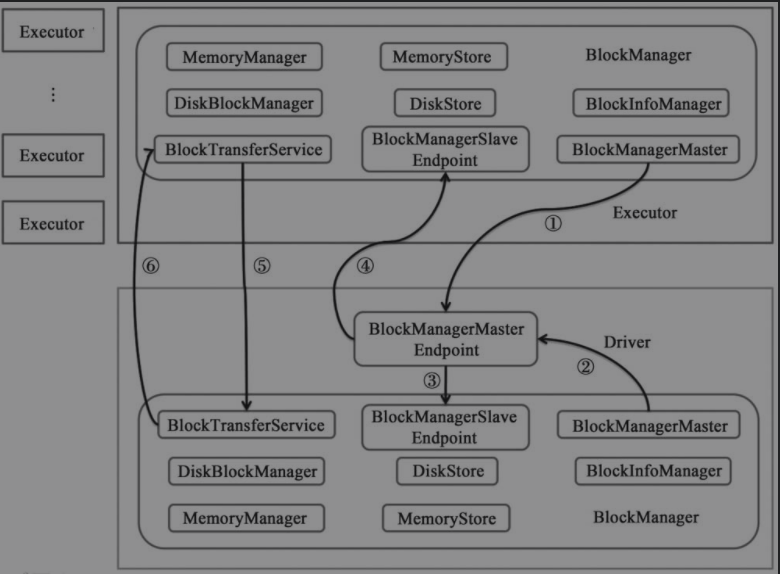 Executor
⋮
Executor
Executor
MemoryManager
MemoryStore
BlockManager
DiskBlockManager
DiskStore
BlockInfoManager
BlockTransferService
BlockManagerSlave
Endpoint
BlockManagerMaster
Executor
①
⑥
⑤
④
BlockManagerMaster
Endpoint
Driver
②
③
BlockTransferService
BlockManagerSlave
Endpoint
BlockManagerMaster
DiskBlockManager
DiskStore
BlockInfoManager
MemoryManager
MemoryStore
BlockManager